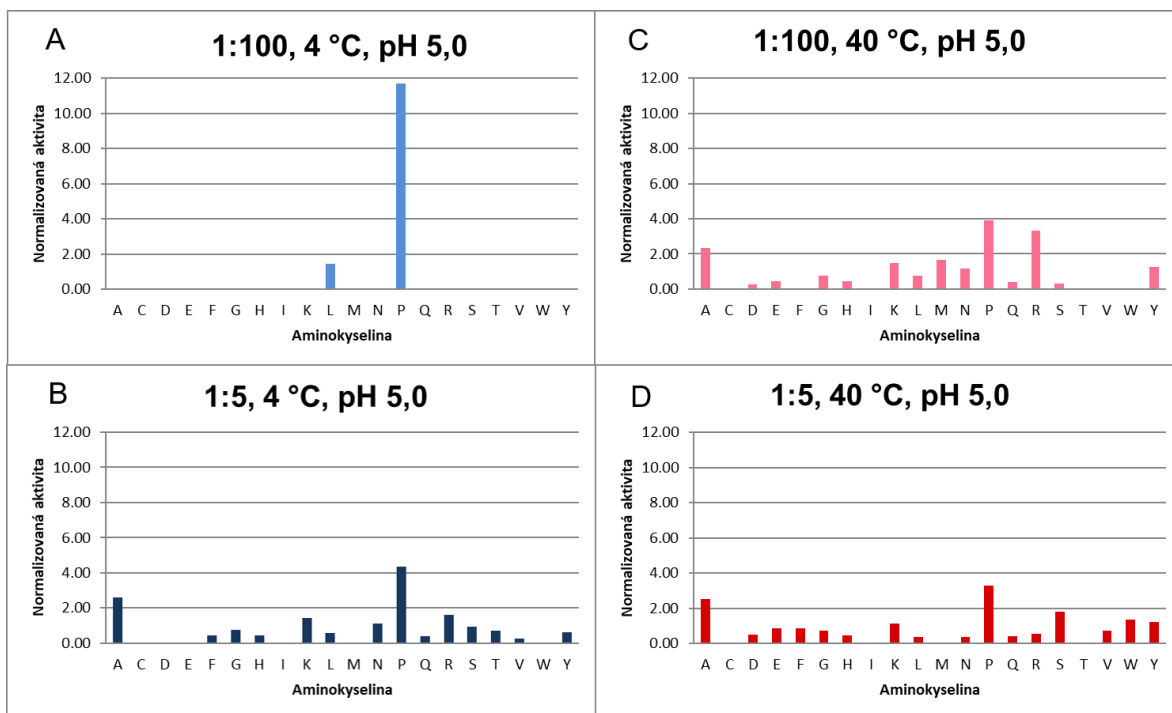 A
1:100, 4 °C, pH 5,0
Normalizovaná aktivita
12.00
10.00
8.00
6.00
4.00
2.00
0.00
A C D E F G H I K L M N P Q R S T V W Y
Aminokyselina
C
1:100, 40 °C, pH 5,0
Normalizovaná aktivita
12.00
10.00
8.00
6.00
4.00
2.00
0.00
A C D E F G H I K L M N P Q R S T V W Y
Aminokyselina
B
1:5, 4 °C, pH 5,0
Normalizovaná aktivita
12.00
10.00
8.00
6.00
4.00
2.00
0.00
A C D E F G H I K L M N P Q R S T V W Y
Aminokyselina
D
1:5, 40 °C, pH 5,0
Normalizovaná aktivita
12.00
10.00
8.00
6.00
4.00
2.00
0.00
A C D E F G H I K L M N P Q R S T V W Y
Aminokyselina